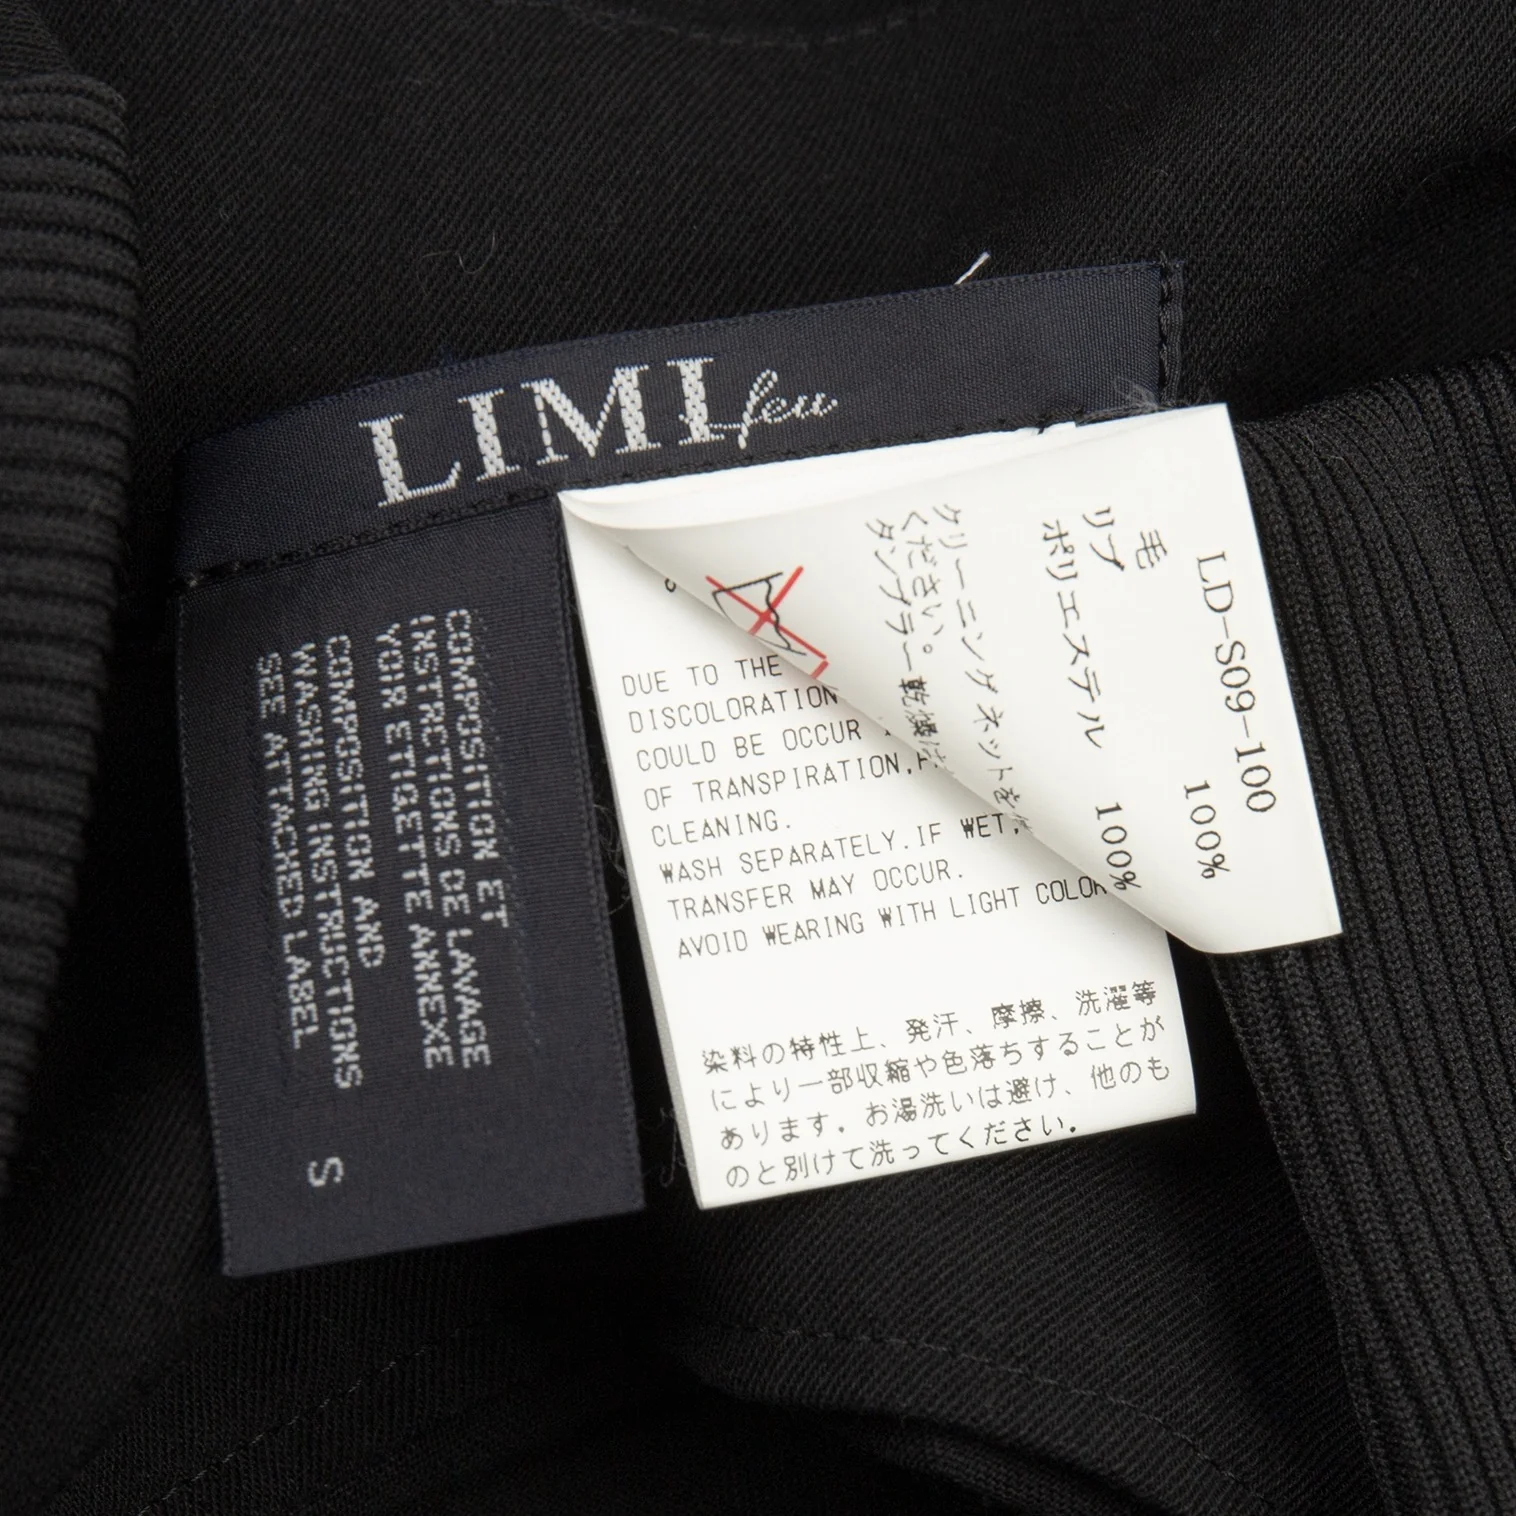 LIMI feu
COMPOSITION ET
INSTRUCTIONS DE LAVAGE
VOIR ETIQETTE ANNEXE
COMPOSITION AND
WASHING INSTRUCTIONS
SEE ATTACHED LABEL
S
LD-S09-100
毛 100%
リブ
ポリエステル 100%
クリーニングネットを
ください。
タンブラー乾燥は
DUE TO THE
DISCOLORATION
COULD BE OCCUR
OF TRANSPIRATION,
CLEANING.
WASH SEPARATELY.IF WET,
TRANSFER MAY OCCUR.
AVOID WEARING WITH LIGHT COLOR
染料の特性上、発汗、摩擦、洗濯等
により一部収縮や色落ちすることが
あります。お湯洗いは避け、他のも
のと別けて洗ってください。